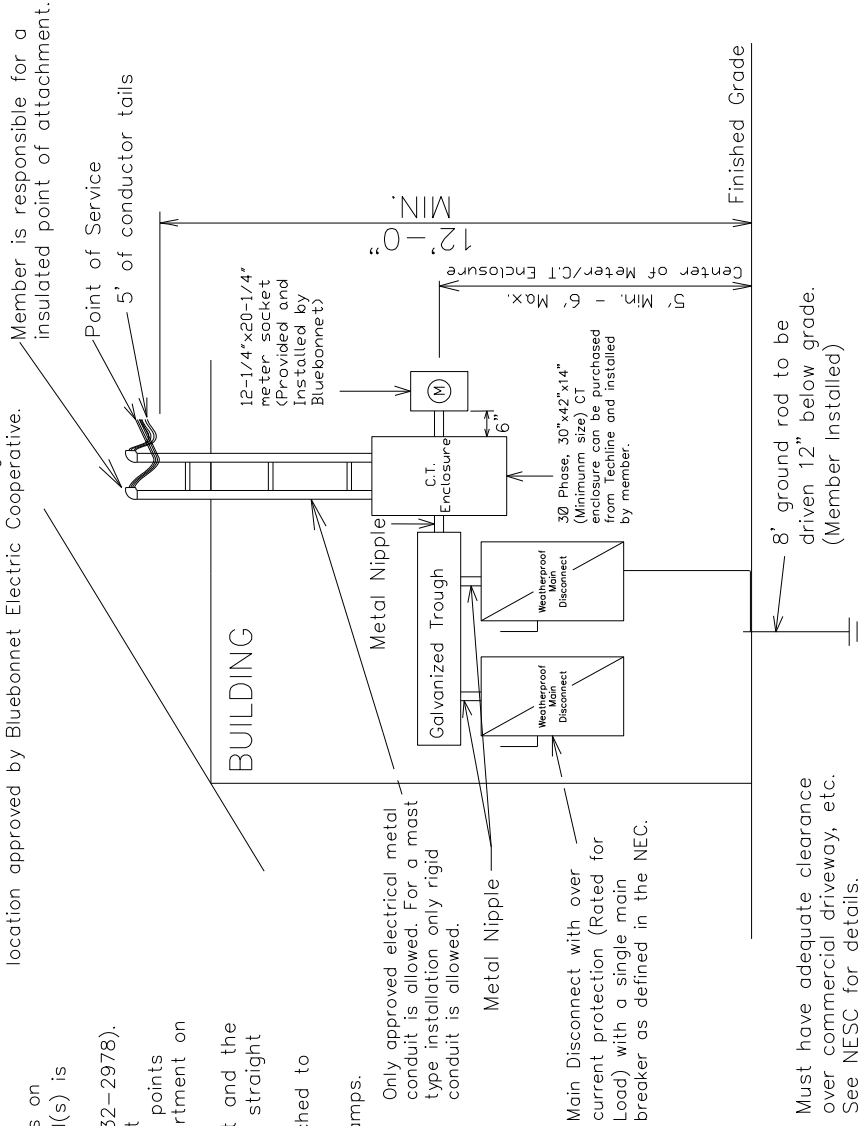 location approved by Bluebonnet Electric Cooperative.
s on
l(s) is
32-2978).
t
points
rtment on
t and the
straight
ched to
amps.
Member is responsible for a
insulated point of attachment.
Point of Service
5' of conductor tails
12-1/4"x20-1/4"
meter socket
(Provided and
Installed by
Bluebonnet)
12'-0"
MIN.
5' Min. - 6' Max.
Center of Meter/C.T. Enclosure
Finished Grade
BUILDING
M
C.T.
Enclosure
6"
Metal Nipple
Galvanized Trough
3Ø Phase, 30"x42"x14"
(Minimunm size) CT
enclosure can be purchased
from Techline and installed
by member.
Weatherproof
Main
Disconnect
Weatherproof
Main
Disconnect
Only approved electrical metal
conduit is allowed. For a mast
type installation only rigid
conduit is allowed.
Metal Nipple
Main Disconnect with over
current protection (Rated for
Load) with a single main
breaker as defined in the NEC.
8' ground rod to be
driven 12" below grade.
(Member Installed)
Must have adequate clearance
over commercial driveway, etc.
See NESC for details.